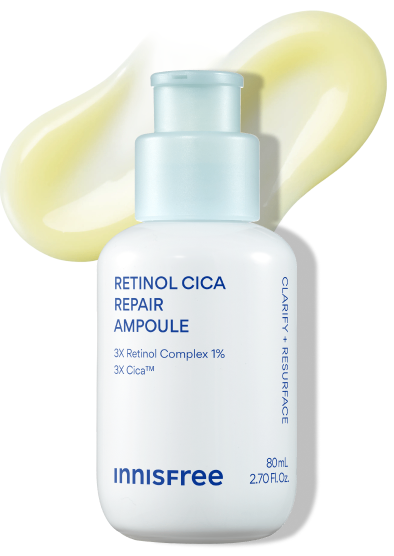 RETINOL CICA
REPAIR
AMPOULE
3X Retinol Complex 1%
3X Cica™
CLARIFY + RESURFACE
INNISFree
80mL
2.70 Fl.Oz.